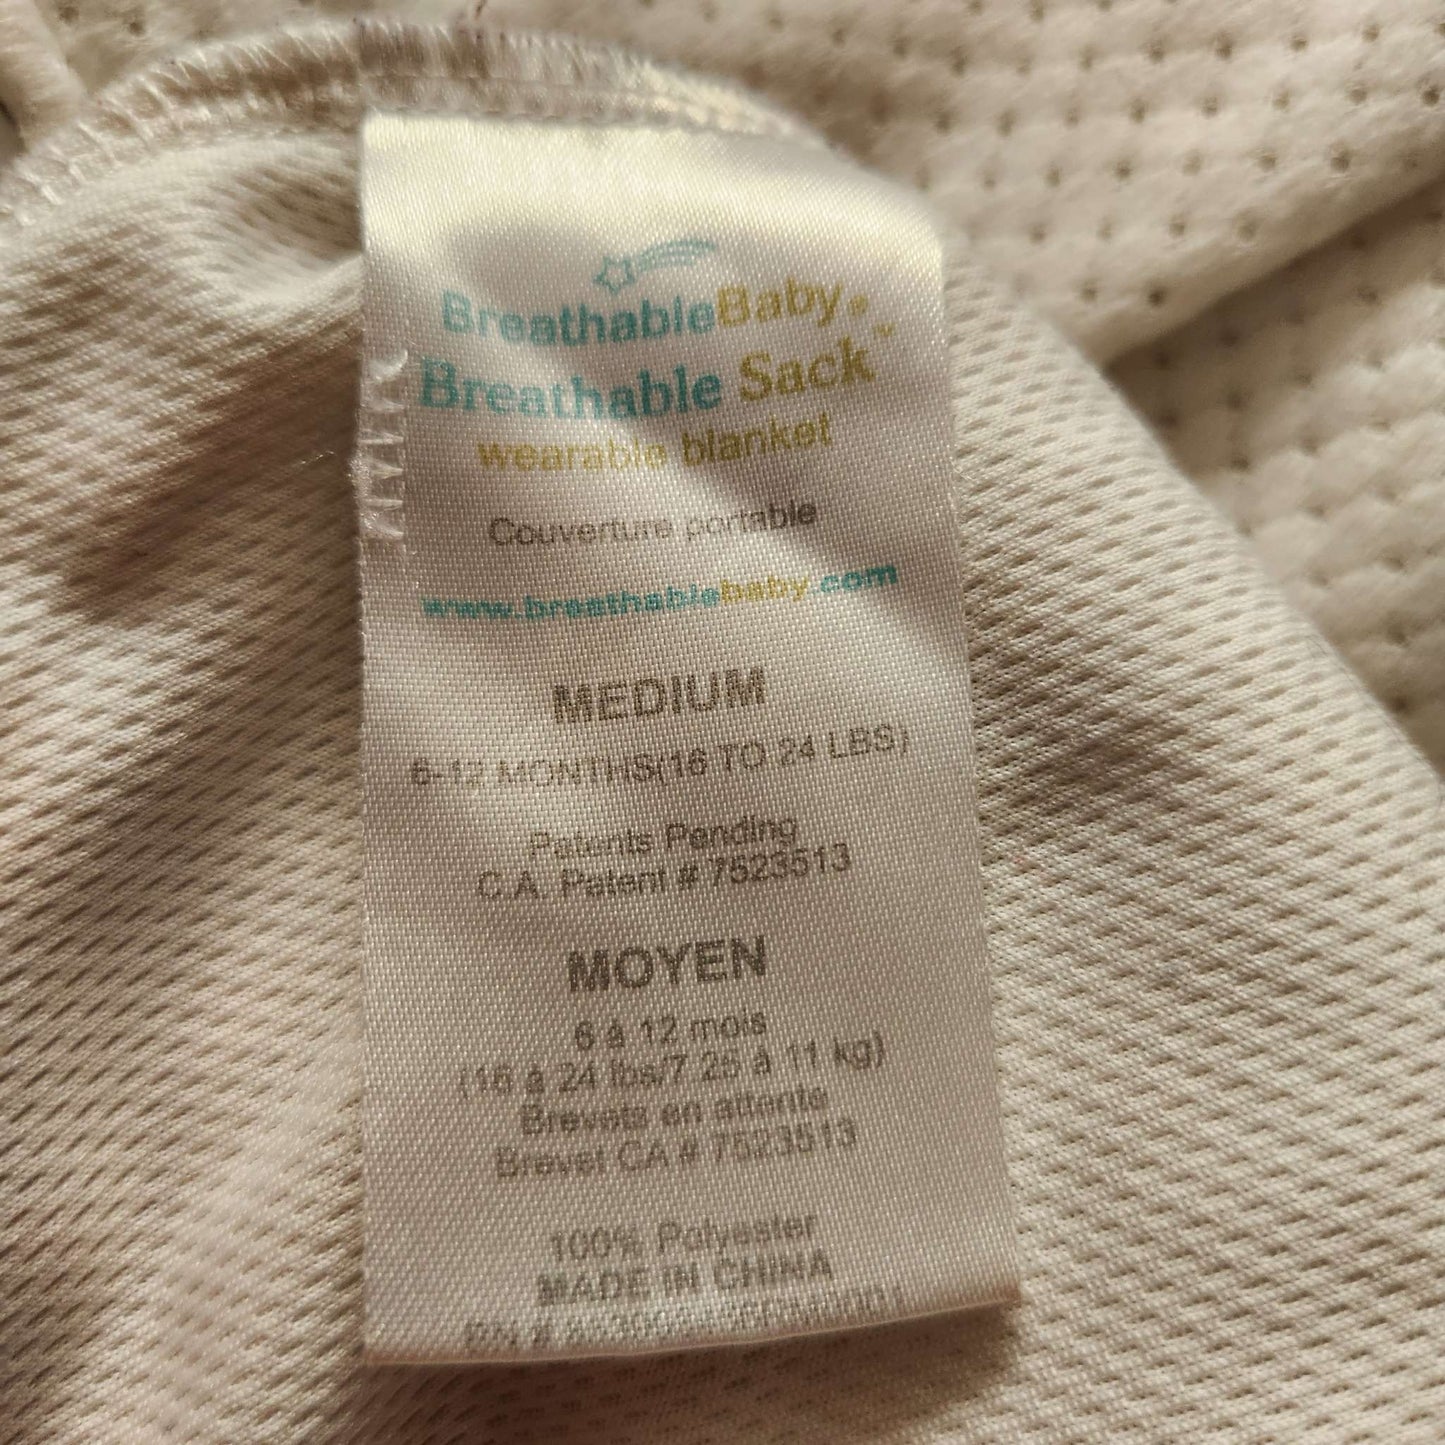 BreathableBaby®
Breathable Sack™
wearable blanket
Couverture portable
www.breathablebaby.com
MEDIUM
6-12 MONTHS(16 TO 24 LBS)
Patents Pending
C.A. Patent # 7523513
MOYEN
6 à 12 mois
(16 à 24 lbs/7.25 à 11 kg)
Brevets en attente
Brevet CA # 7523513
100% Polyester
MADE IN CHINA
RN #